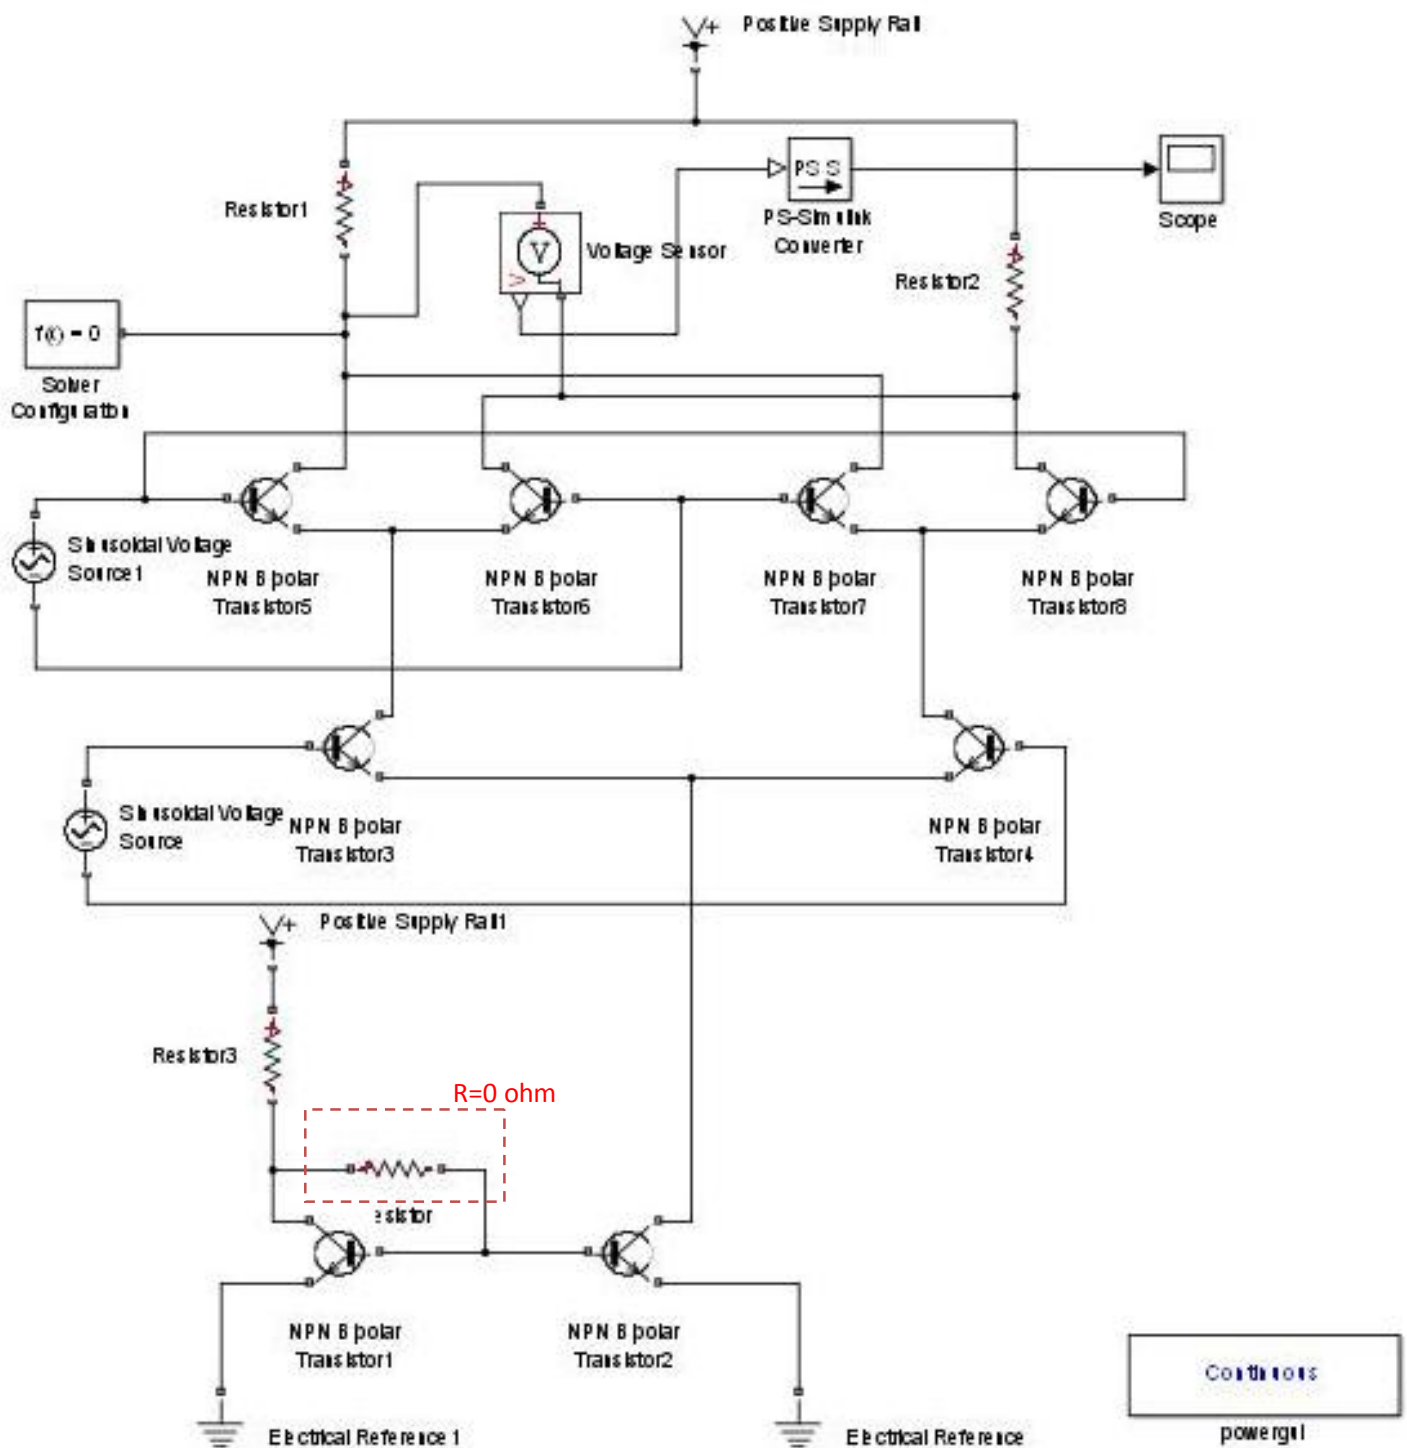 V+ Positive Supply Rail
Resistor1
Voltage Sensor
V
V
PS S
PS-Simulink
Converter
Scope
Resistor2
f(t) = 0
Solver
Configuration
Sinusoidal Voltage
Source1
NPN Bipolar
Transistor5
NPN Bipolar
Transistor6
NPN Bipolar
Transistor7
NPN Bipolar
Transistor8
Sinusoidal Voltage
Source
NPN Bipolar
Transistor3
NPN Bipolar
Transistor4
V+ Positive Supply Rail1
Resistor3
R=0 ohm
esistor
NPN Bipolar
Transistor1
NPN Bipolar
Transistor2
Continuous
powergui
Electrical Reference 1
Electrical Reference